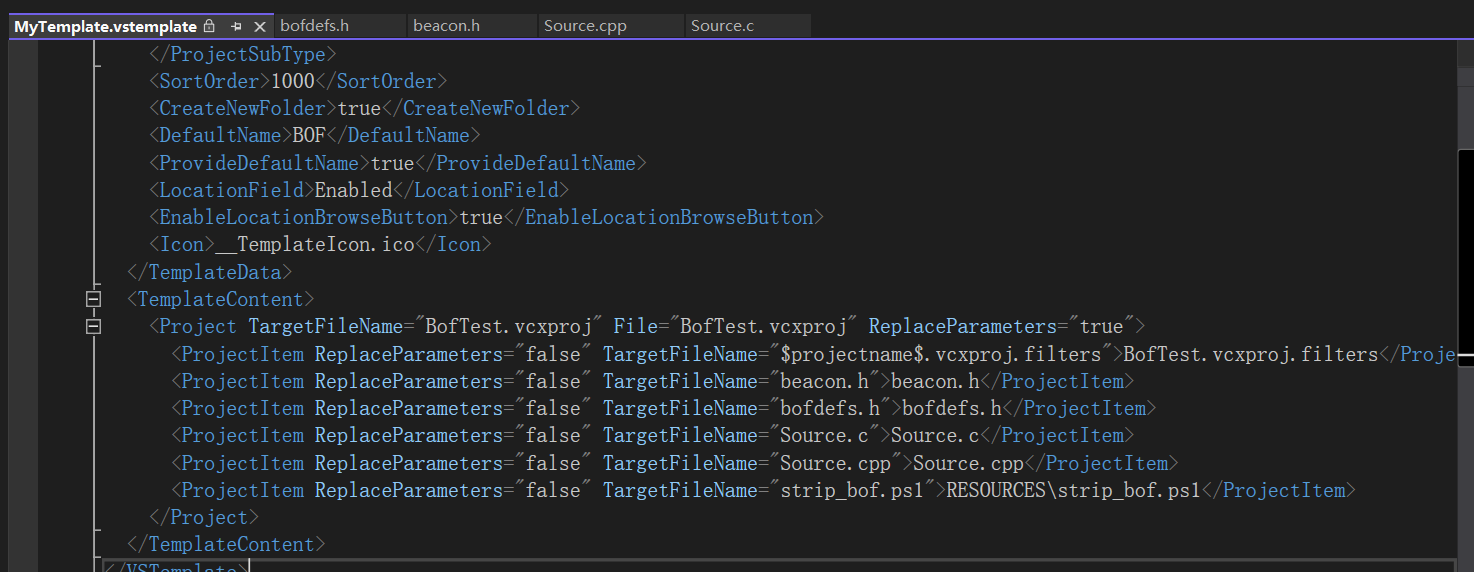 MyTemplate.vstemplate bofdefs.h beacon.h Source.cpp Source.c
</ProjectSubType>
<SortOrder>1000</SortOrder>
<CreateNewFolder>true</CreateNewFolder>
<DefaultName>BOF</DefaultName>
<ProvideDefaultName>true</ProvideDefaultName>
<LocationField>Enabled</LocationField>
<EnableLocationBrowseButton>true</EnableLocationBrowseButton>
<Icon>__TemplateIcon.ico</Icon>
</TemplateData>
<TemplateContent>
<Project TargetFileName="BofTest.vcxproj" File="BofTest.vcxproj" ReplaceParameters="true">
<ProjectItem ReplaceParameters="false" TargetFileName="$projectname$.vcxproj.filters">BofTest.vcxproj.filters</Proje
<ProjectItem ReplaceParameters="false" TargetFileName="beacon.h">beacon.h</ProjectItem>
<ProjectItem ReplaceParameters="false" TargetFileName="bofdefs.h">bofdefs.h</ProjectItem>
<ProjectItem ReplaceParameters="false" TargetFileName="Source.c">Source.c</ProjectItem>
<ProjectItem ReplaceParameters="false" TargetFileName="Source.cpp">Source.cpp</ProjectItem>
<ProjectItem ReplaceParameters="false" TargetFileName="strip_bof.ps1">RESOURCES\strip_bof.ps1</ProjectItem>
</Project>
</TemplateContent>
</VSTemplate>